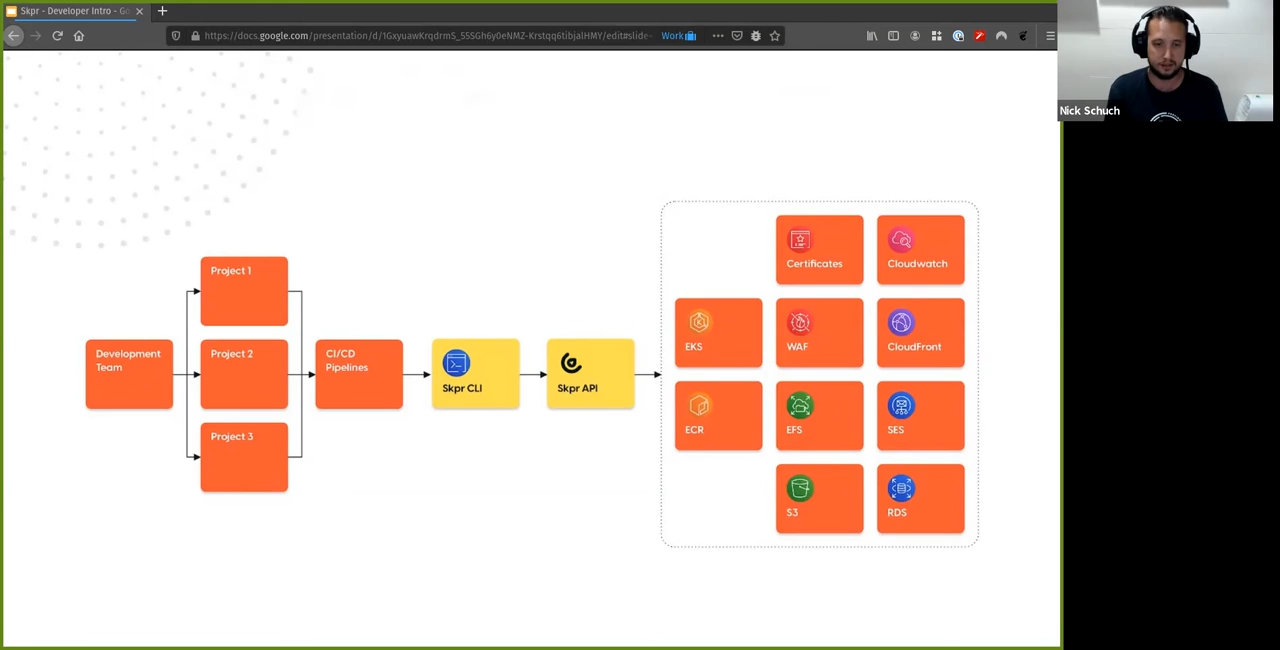 Skpr - Developer Intro - Go
https://docs.google.com/presentation/d/1GxyuawKrqdrmS_55SGh6y0eNMZ-Krstqq6tibjalHMY/edit#slide-
Work
Nick Schuch
Certificates
Cloudwatch
Project 1
EKS
WAF
CloudFront
Development
Team
Project 2
CI/CD
Pipelines
Skpr CLI
Skpr API
ECR
EFS
SES
Project 3
S3
RDS